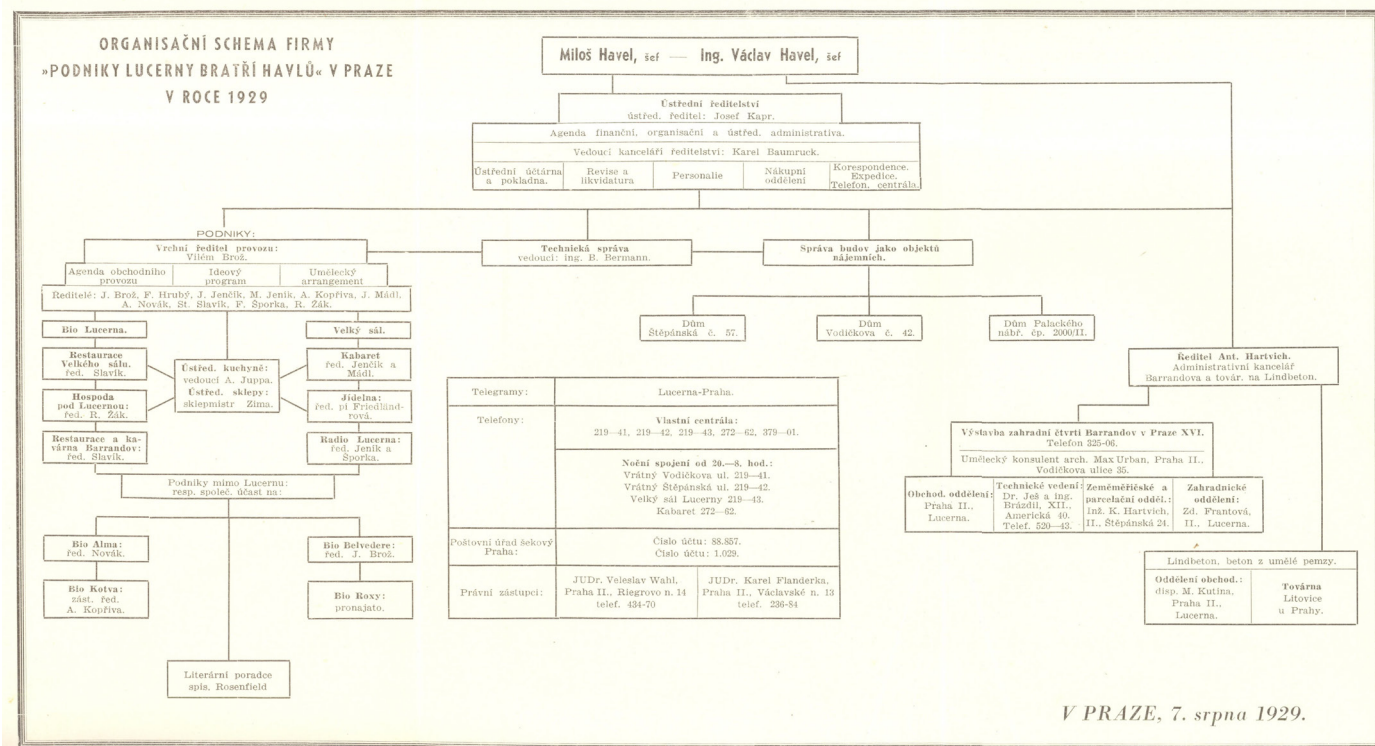 ORGANISAČNÍ SCHEMA FIRMY
»PODNIKY LUCERNY BRATŘÍ HAVLŮ« V PRAZE
V ROCE 1929
Miloš Havel, šéf — Ing. Václav Havel, šéf
Ústřední ředitelství
ústřed. ředitel: Josef Kapr.
Agenda finanční, organisační a ústřed. administrativa.
Vedoucí kanceláři ředitelství: Karel Baumruck.
Ústřední účtárna
a pokladna.
Revise a
likvidatura
Personalie
Nákupní
oddělení
Korespondence.
Expedice.
Telefon. centrála.
PODNIKY:
Vrchní ředitel provozu:
Vilém Brož.
Agenda obchodního
provozu
Ideový
program
Umělecký
arrangement
Ředitelé: J. Brož, F. Hrubý, J. Jenčík, M. Jeník, A. Kopřiva, J. Mádl,
A. Novák, St. Slavík, F. Šporka, R. Žák.
Technická správa
vedoucí: ing. B. Bermann.
Správa budov jako objektů
nájemních.
Bio Lucerna.
Restaurace
Velkého sálu.
řed. Slavík.
Hospoda
pod Lucernou:
řed. R. Žák.
Restaurace a ka-
várna Barrandov:
řed. Slavík.
Ústřed. kuchyně:
vedoucí A. Juppa.
Ústřed. sklepy:
sklepmistr Zima.
Velký sál.
Kabaret
řed. Jenčík a
Mádl.
Jídelna:
řed. pí Friedländ-
rová.
Radio Lucerna:
řed. Jeník a
Šporka.
Podniky mimo Lucernu:
resp. společ. účast na:
Bio Alma:
řed. Novák.
Bio Kotva:
zást. řed.
A. Kopřiva.
Bio Belvedere:
řed. J. Brož.
Bio Roxy:
pronajato.
Literární poradce
spis. Rosenfield
Dům
Štěpánská č. 57.
Dům
Vodičkova č. 42.
Dům Palackého
nábř. čp. 2000/II.
Telegramy:
Lucerna-Praha.
Telefony:
Vlastní centrála:
219—41, 219—42, 219—43, 272—62, 379—01.
Noční spojení od 20.—8. hod.:
Vrátný Vodičkova ul. 219—41.
Vrátný Štěpánská ul. 219—42.
Velký sál Lucerny 219—43.
Kabaret 272—62.
Poštovní úřad šekový
Praha:
Číslo účtu: 88.857.
Číslo účtu: 1.029.
Právní zástupci:
JUDr. Veleslav Wahl,
Praha II., Riegrovo n. 14
telef. 434-70
JUDr. Karel Flanderka,
Praha II., Václavské n. 13
telef. 236-84
Ředitel Ant. Hartvich.
Administrativní kancelář
Barrandova a továr. na Lindbeton.
Výstavba zahradní čtvrti Barrandov v Praze XVI.
Telefon 325-06.
Umělecký konsulent arch. Max Urban, Praha II.,
Vodičkova ulice 35.
Obchod. oddělení:
Praha II.,
Lucerna.
Technické vedení:
Dr. Ješ a ing.
Brázdil, XII.,
Americká 40.
Telef. 520—43.
Zeměměřičské a
parcelační odděl.:
inž. K. Hartvich,
II., Štěpánská 24.
Zahradnické
oddělení:
Zd. Frantová,
II., Lucerna.
Lindbeton, beton z umělé pemzy.
Oddělení obchod.:
disp. M. Kutina,
Praha II.,
Lucerna.
Továrna
Litovice
u Prahy.
V PRAZE, 7. srpna 1929.